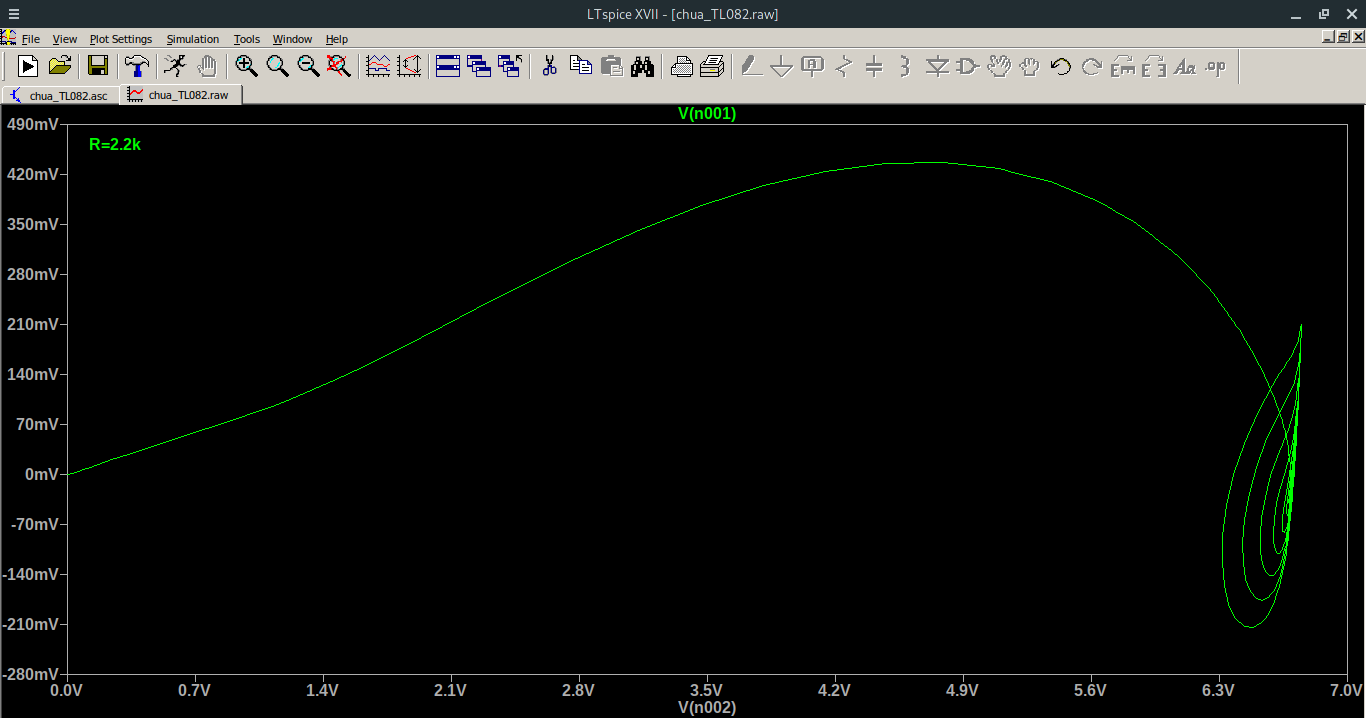 LTspice XVII - [chua_TL082.raw]
File View Plot Settings Simulation Tools Window Help
chua_TL082.asc chua_TL082.raw
V(n001)
R=2.2k
490mV
420mV
350mV
280mV
210mV
140mV
70mV
0mV
-70mV
-140mV
-210mV
-280mV
0.0V 0.7V 1.4V 2.1V 2.8V 3.5V 4.2V 4.9V 5.6V 6.3V 7.0V
V(n002)